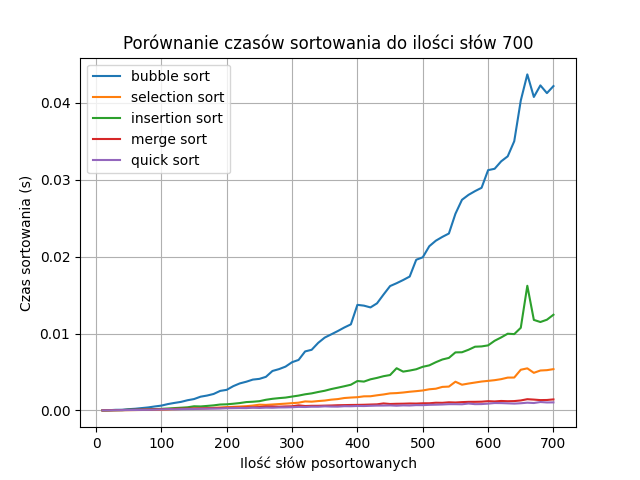 Porównanie czasów sortowania do ilości słów 700
bubble sort
selection sort
insertion sort
merge sort
quick sort
Czas sortowania (s)
0.04
0.03
0.02
0.01
0.00
0 100 200 300 400 500 600 700
Ilość słów posortowanych